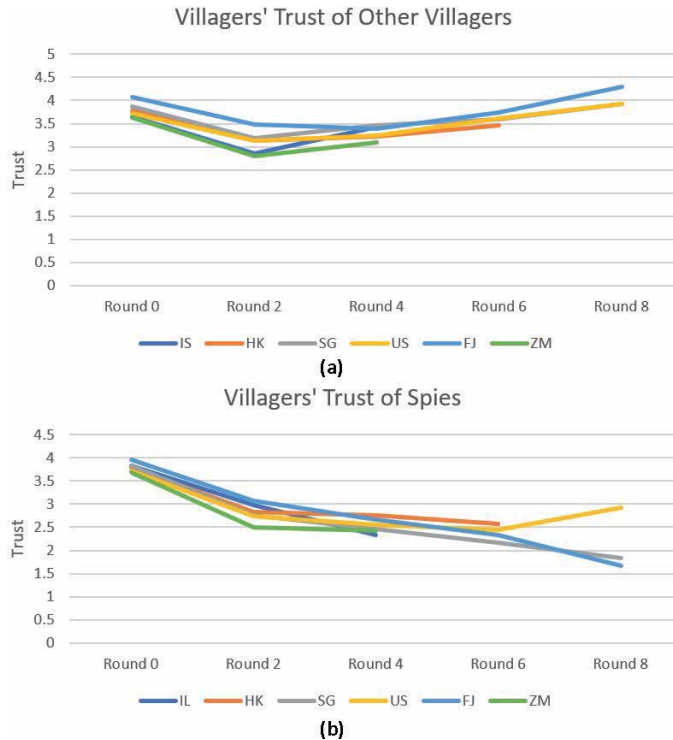 Villagers' Trust of Other Villagers
5
4.5
4
3.5
3
2.5
2
1.5
1
0.5
0
Trust
Round 0 Round 2 Round 4 Round 6 Round 8
IS HK SG US FJ ZM
(a)
Villagers' Trust of Spies
4.5
4
3.5
3
2.5
2
1.5
1
0.5
0
Trust
Round 0 Round 2 Round 4 Round 6 Round 8
IL HK SG US FJ ZM
(b)